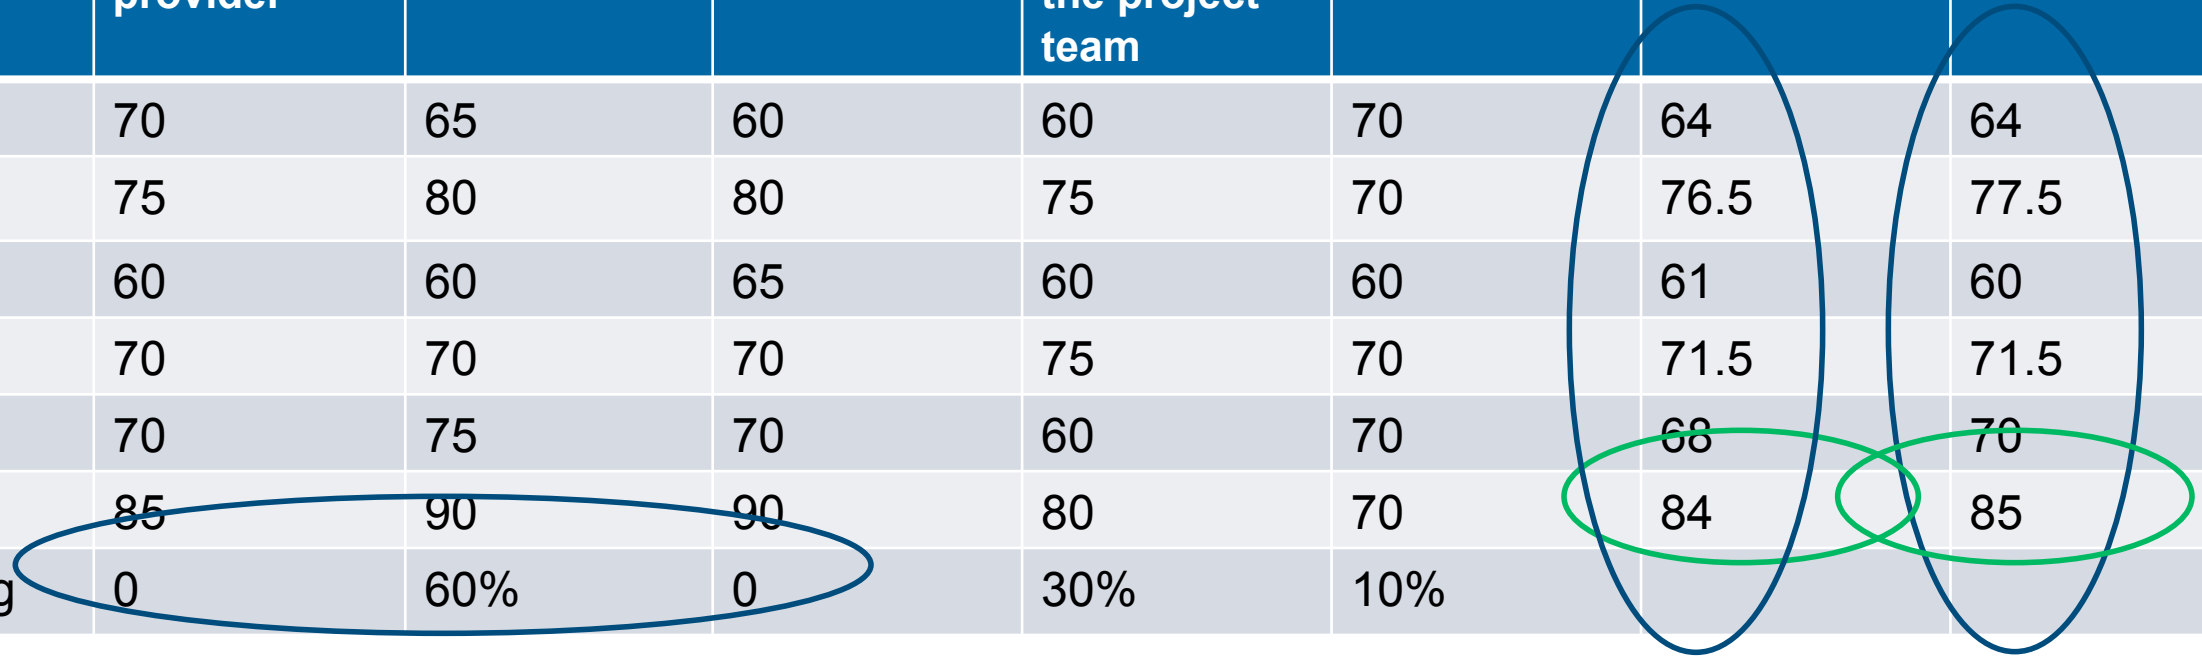 provider the project
team
70 65 60 60 70 64 64
75 80 80 75 70 76.5 77.5
60 60 65 60 60 61 60
70 70 70 75 70 71.5 71.5
70 75 70 60 70 68 70
85 90 90 80 70 84 85
g 0 60% 0 30% 10%